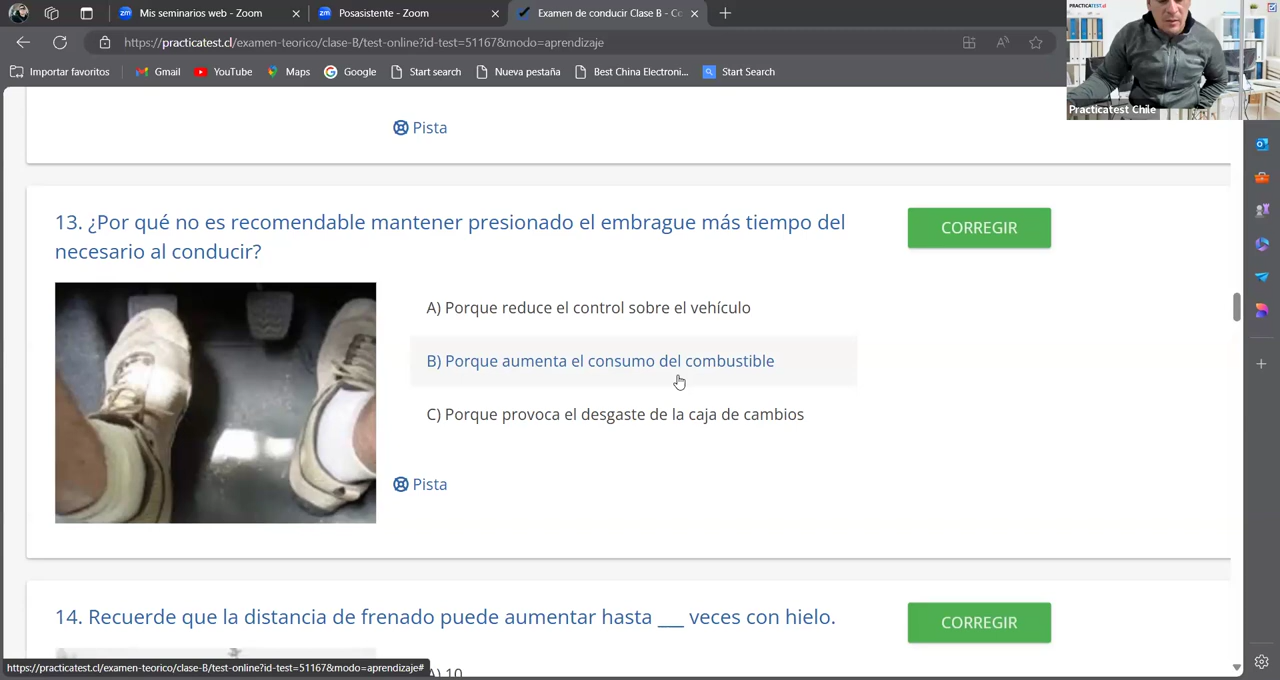 Mis seminarios web - Zoom
Posasistente - Zoom
Examen de conducir Clase B - Co
https://practicatest.cl/examen-teorico/clase-B/test-online?id-test=51167&modo=aprendizaje
Importar favoritos
Gmail
YouTube
Maps
Google
Start search
Nueva pestaña
Best China Electroni...
Start Search
PRACTICATEST.cl
Practicatest Chile
Pista
13. ¿Por qué no es recomendable mantener presionado el embrague más tiempo del
necesario al conducir?
CORREGIR
A) Porque reduce el control sobre el vehículo
B) Porque aumenta el consumo del combustible
C) Porque provoca el desgaste de la caja de cambios
Pista
14. Recuerde que la distancia de frenado puede aumentar hasta ___ veces con hielo.
CORREGIR
A) 10
https://practicatest.cl/examen-teorico/clase-B/test-online?id-test=51167&modo=aprendizaje#